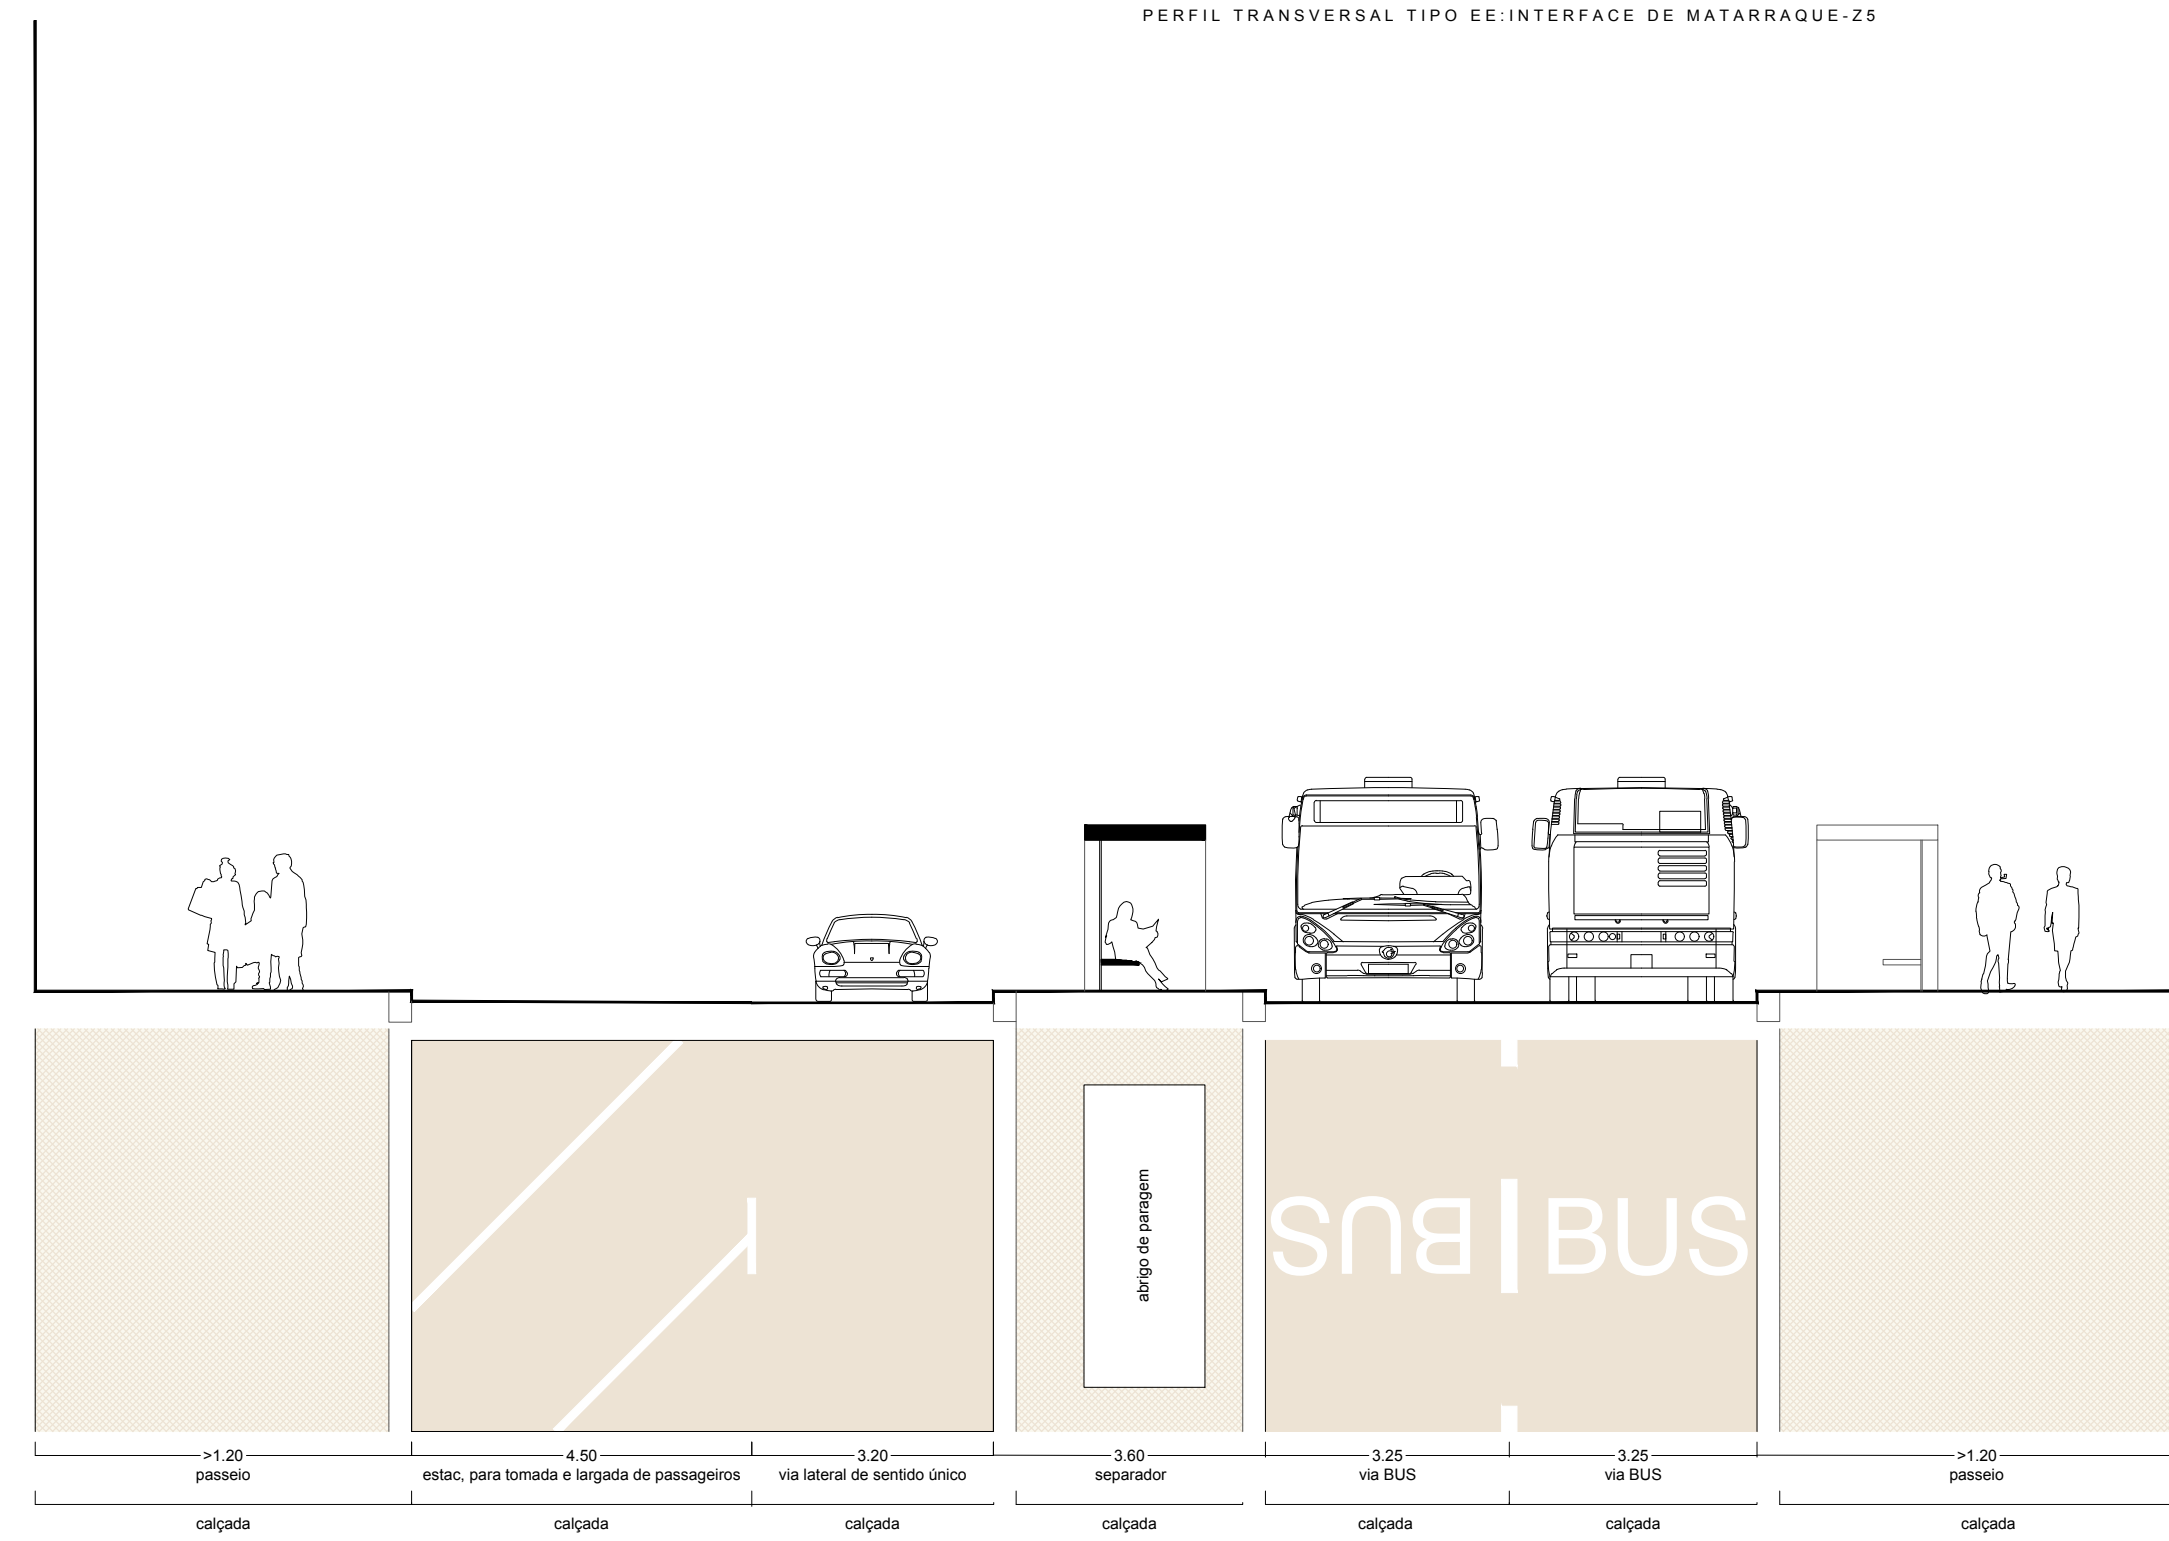 PERFIL TRANSVERSAL TIPO EE:INTERFACE DE MATARRAQUE-Z5
abrigo de paragem
BUS BUS
>1.20 4.50 3.20 3.60 3.25 3.25 >1.20
passeio estac, para tomada e largada de passageiros via lateral de sentido único separador via BUS via BUS passeio
calçada calçada calçada calçada calçada calçada calçada